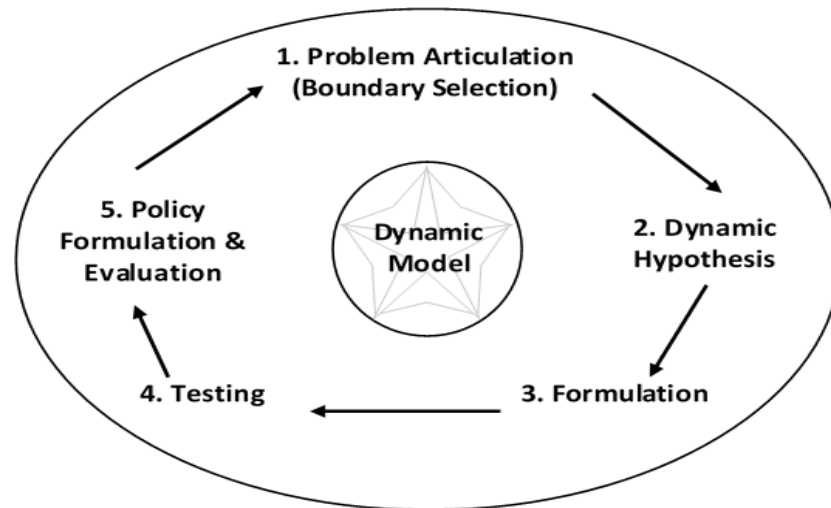 1. Problem Articulation
(Boundary Selection)
2. Dynamic
Hypothesis
3. Formulation
4. Testing
5. Policy
Formulation &
Evaluation
Dynamic
Model